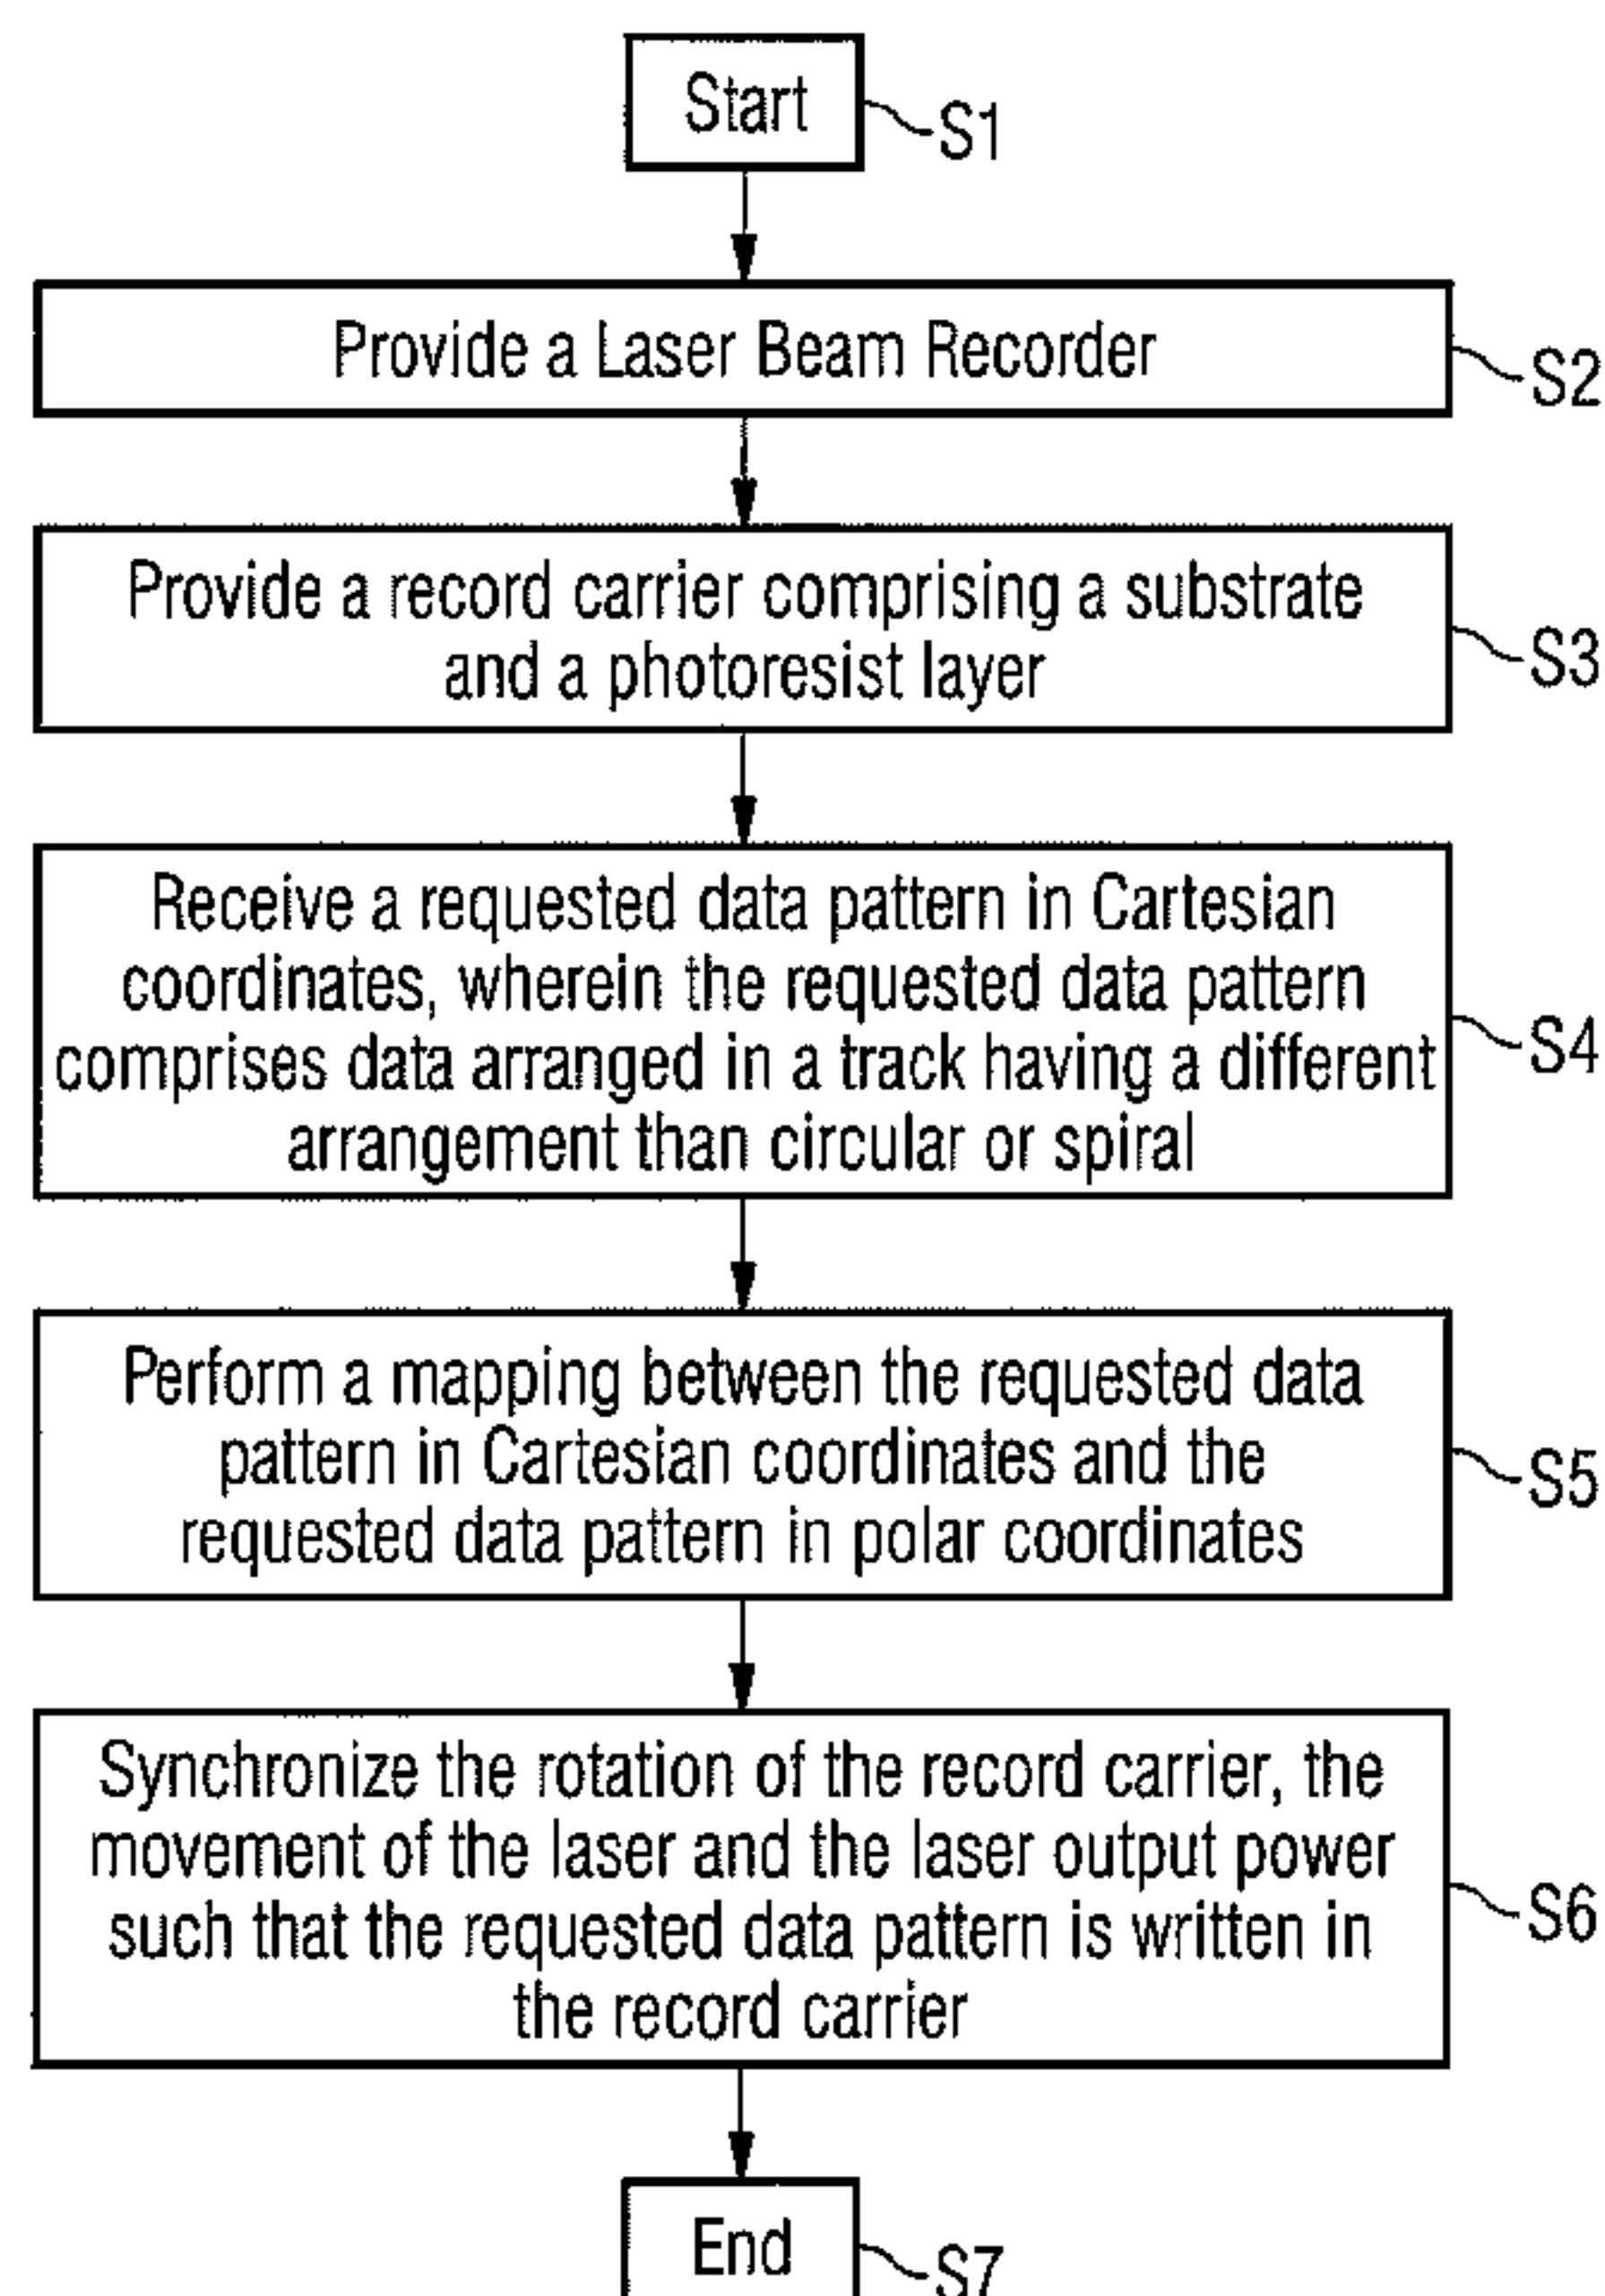 Start
S1
Provide a Laser Beam Recorder
S2
Provide a record carrier comprising a substrate
and a photoresist layer
S3
Receive a requested data pattern in Cartesian
coordinates, wherein the requested data pattern
comprises data arranged in a track having a different
arrangement than circular or spiral
S4
Perform a mapping between the requested data
pattern in Cartesian coordinates and the
requested data pattern in polar coordinates
S5
Synchronize the rotation of the record carrier, the
movement of the laser and the laser output power
such that the requested data pattern is written in
the record carrier
S6
End
S7